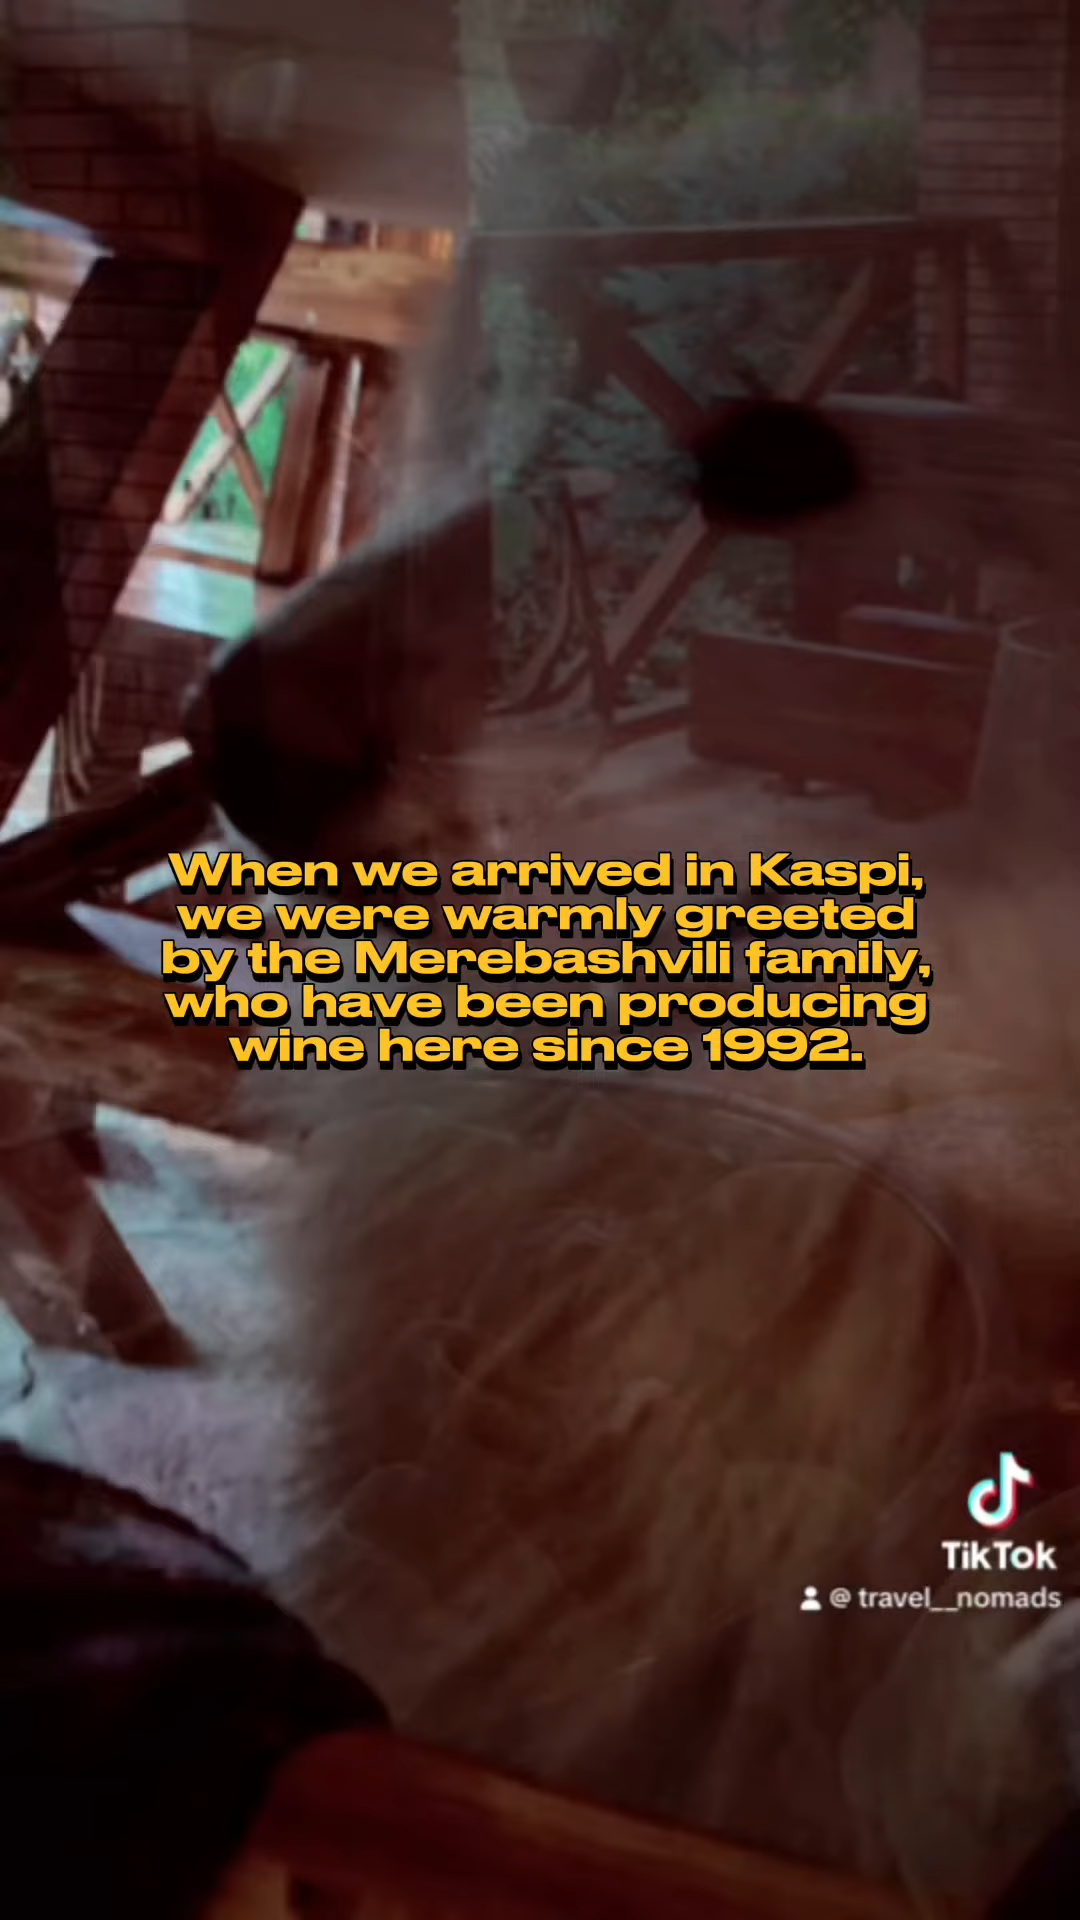 When we arrived in Kaspi,
we were warmly greeted
by the Merebashvili family,
who have been producing
wine here since 1992.
TikTok
@ travel__nomads